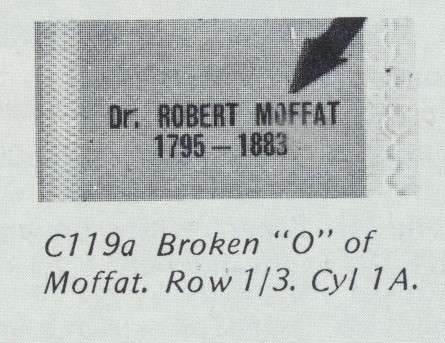 Dr. ROBERT MOFFAT
1795 – 1883
C119a Broken "O" of
Moffat. Row 1/3. Cyl 1A.